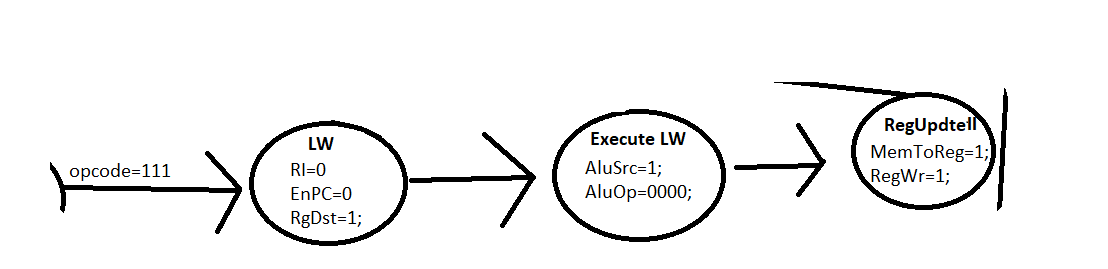 opcode=111
LW
RI=0
EnPC=0
RgDst=1;
Execute LW
AluSrc=1;
AluOp=0000;
RegUpdtell
MemToReg=1;
RegWr=1;